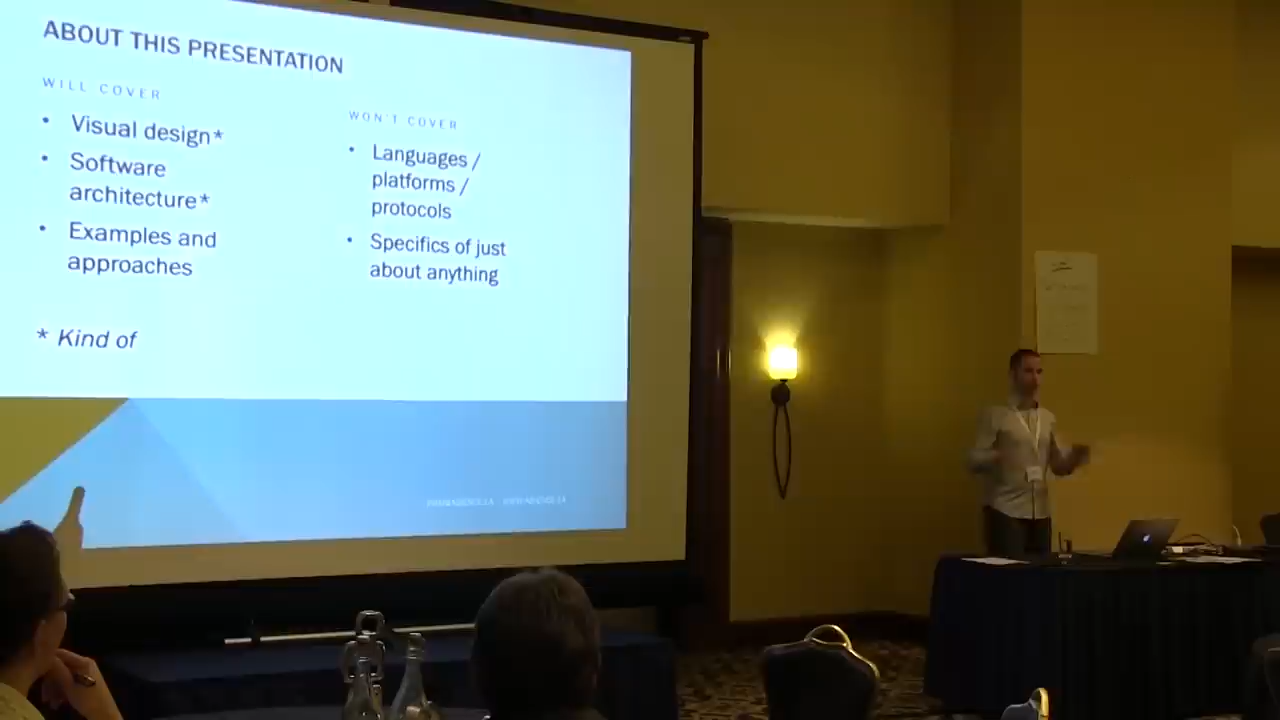 ABOUT THIS PRESENTATION
WILL COVER
• Visual design*
• Software
architecture*
• Examples and
approaches
* Kind of
WON'T COVER
• Languages /
platforms /
protocols
• Specifics of just
about anything